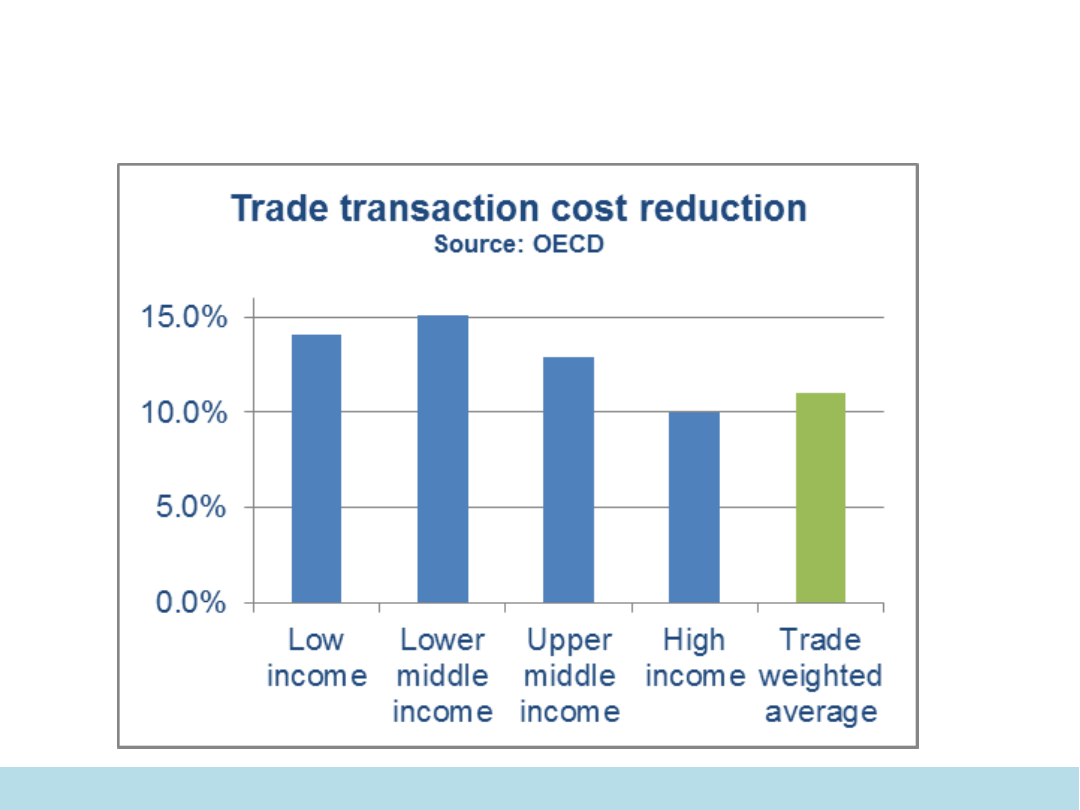 Trade transaction cost reduction
Source: OECD
15.0%
10.0%
5.0%
0.0%
Low income
Lower middle income
Upper middle income
High income
Trade weighted average